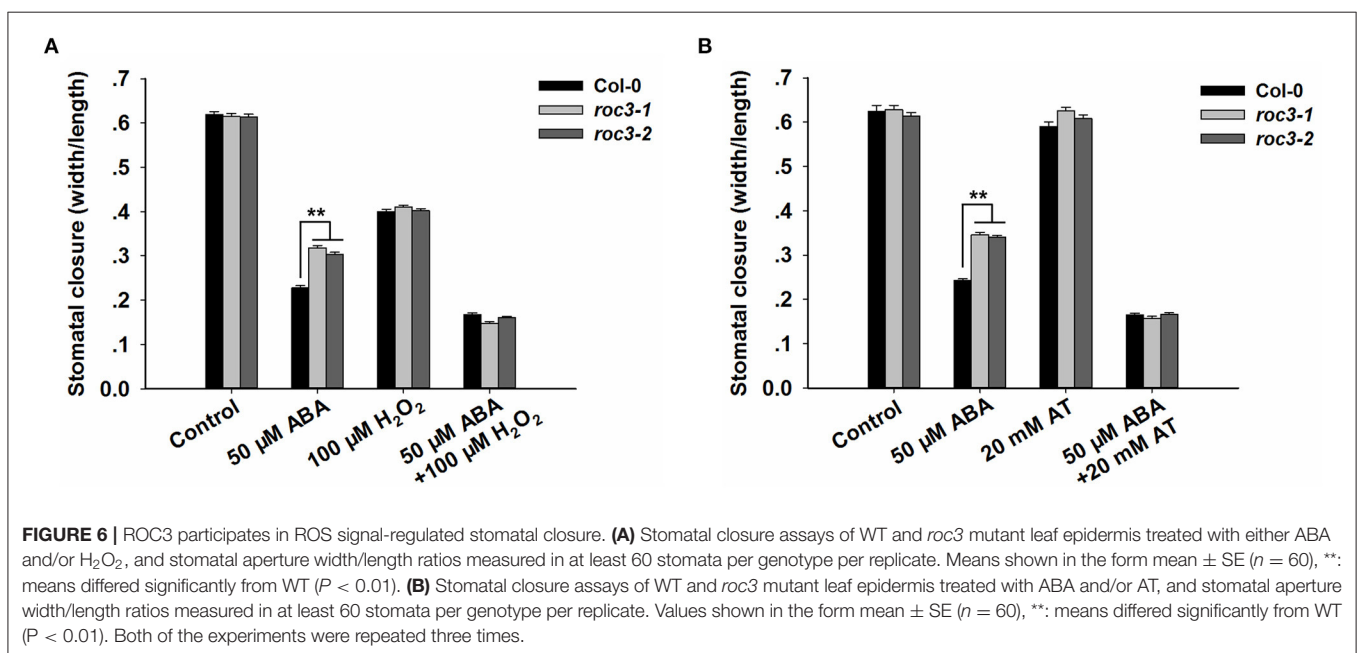 A
Stomatal closure (width/length)
.7
.6
.5
.4
.3
.2
.1
0.0
Col-0
roc3-1
roc3-2
**
Control
50 µM ABA
100 µM H₂O₂
50 µM ABA
+100 µM H₂O₂
B
Stomatal closure (width/length)
.7
.6
.5
.4
.3
.2
.1
0.0
Col-0
roc3-1
roc3-2
**
Control
50 µM ABA
20 mM AT
50 µM ABA
+20 mM AT
FIGURE 6 | ROC3 participates in ROS signal-regulated stomatal closure. (A) Stomatal closure assays of WT and roc3 mutant leaf epidermis treated with either ABA
and/or H₂O₂, and stomatal aperture width/length ratios measured in at least 60 stomata per genotype per replicate. Means shown in the form mean ± SE (n = 60), **:
means differed significantly from WT (P < 0.01). (B) Stomatal closure assays of WT and roc3 mutant leaf epidermis treated with ABA and/or AT, and stomatal aperture
width/length ratios measured in at least 60 stomata per genotype per replicate. Values shown in the form mean ± SE (n = 60), **: means differed significantly from WT
(P < 0.01). Both of the experiments were repeated three times.